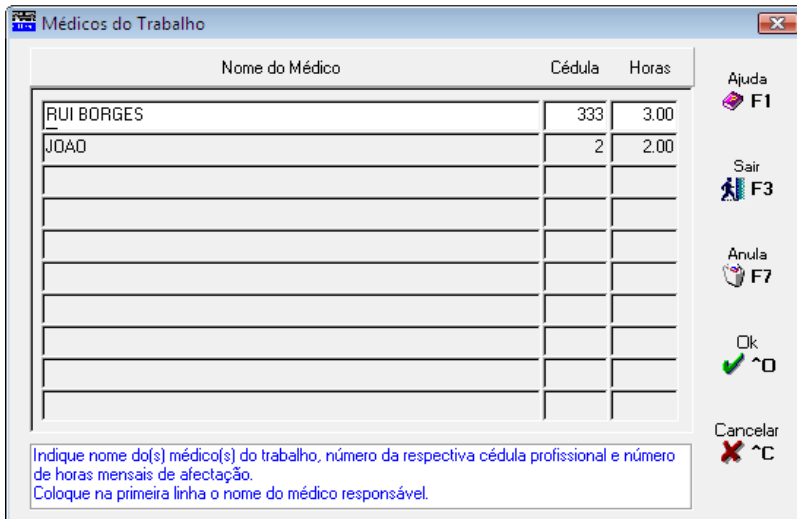 Médicos do Trabalho
Nome do Médico Cédula Horas
RUI BORGES 333 3.00
JOAO 2 2.00
Ajuda
F1
Sair
F3
Anula
F7
Ok
^O
Cancelar
^C
Indique nome do(s) médico(s) do trabalho, número da respectiva cédula profissional e número
de horas mensais de afectação.
Coloque na primeira linha o nome do médico responsável.